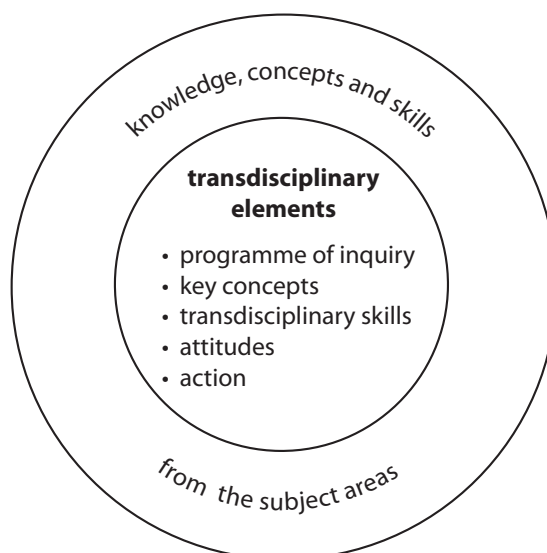 knowledge, concepts and skills
transdisciplinary
elements
• programme of inquiry
• key concepts
• transdisciplinary skills
• attitudes
• action
from the subject areas